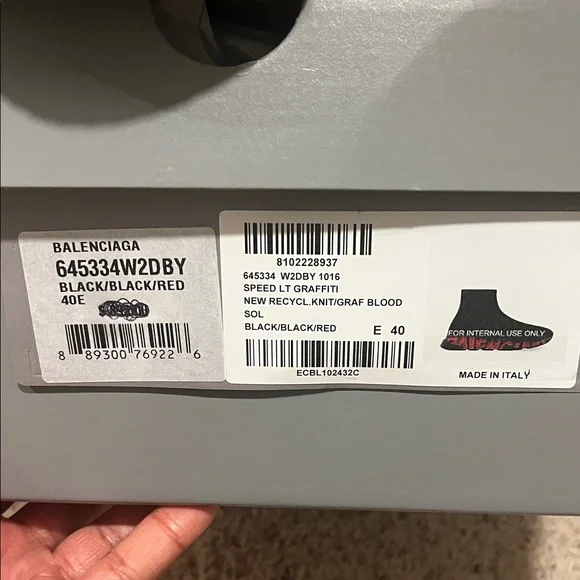 BALENCIAGA
645334W2DBY
BLACK/BLACK/RED
40E
8 89300 76922 6
8102228937
645334 W2DBY 1016
SPEED LT GRAFFITI
NEW RECYCL.KNIT/GRAF BLOOD
SOL
BLACK/BLACK/RED E 40
ECBL102432C
FOR INTERNAL USE ONLY
BALENCIAGA
MADE IN ITALY